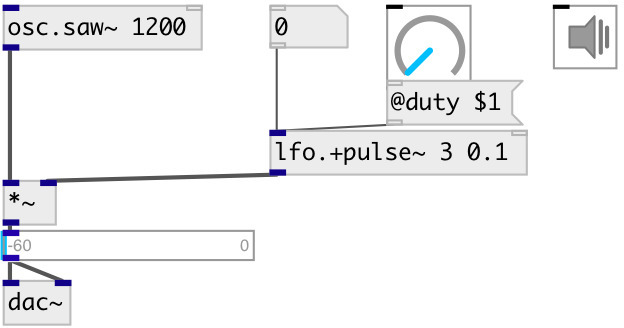 osc.saw~ 1200
0
@duty $1
lfo.+pulse~ 3 0.1
*~
-60 0
dac~